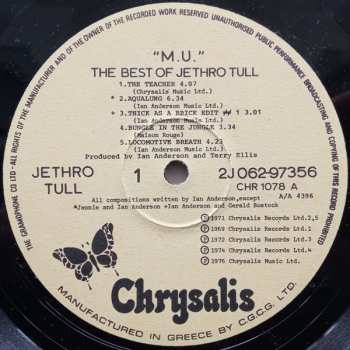 THE GRAMOPHONE CO LTD · ALL RIGHTS OF THE MANUFACTURER AND OF THE OWNER OF THE RECORDED WORK RESERVED UNAUTHORISED PUBLIC PERFORMANCE BROADCASTING AND COPYING OF THIS RECORD PROHIBITED
"M.U."
THE BEST OF JETHRO TULL
1.THE TEACHER 4.07
(Chrysalis Music Ltd.)
*2.AQUALUNG 6.34
(Ian Anderson Music Ltd.)
+3.THICK AS A BRICK EDIT # 1 3.01
(Ian Anderson Music Ltd.)
4.BUNGLE IN THE JUNGLE 3.34
(Maison Rouge)
5.LOCOMOTIVE BREATH 4.23
(Ian Anderson Music Ltd.)
Produced by Ian Anderson and Terry Ellis
JETHRO
TULL
1
2J 062-97356
CHR 1078 A
A/A 4396
All compositions written by Ian Anderson,except
*Jennie and Ian Anderson +Ian Anderson and Gerald Bostock
Ⓟ 1971 Chrysalis Records Ltd.2,5
Ⓟ 1969 Chrysalis Records Ltd.1
Ⓟ 1972 Chrysalis Records Ltd.3
Ⓟ 1974 Chrysalis Records Ltd.4
Ⓟ 1976 Chrysalis Music Ltd.
Chrysalis
MANUFACTURED IN GREECE BY C.G.C.G. LTD.